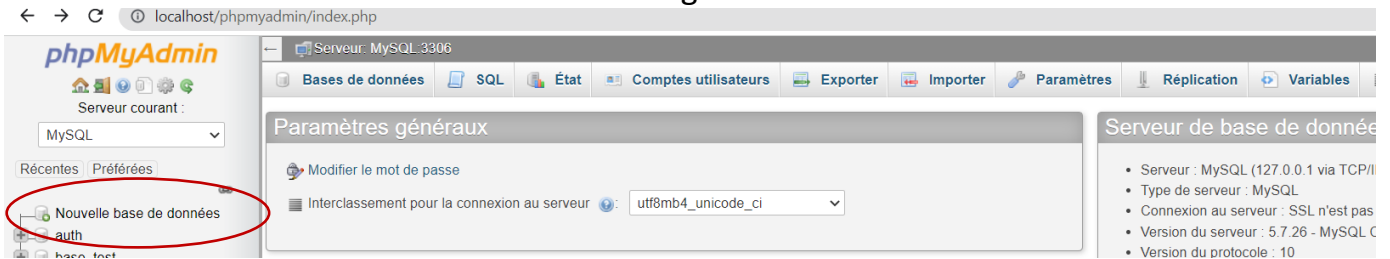 localhost/phpmyadmin/index.php
phpMyAdmin
Serveur courant :
MySQL
Récentes Préférées
Nouvelle base de données
auth
base_test
Serveur: MySQL:3306
Bases de données SQL État Comptes utilisateurs Exporter Importer Paramètres Réplication Variables
Paramètres généraux
Modifier le mot de passe
Interclassement pour la connexion au serveur : utf8mb4_unicode_ci
Serveur de base de donnée
Serveur : MySQL (127.0.0.1 via TCP/I
Type de serveur : MySQL
Connexion au serveur : SSL n'est pas
Version du serveur : 5.7.26 - MySQL C
Version du protocole : 10